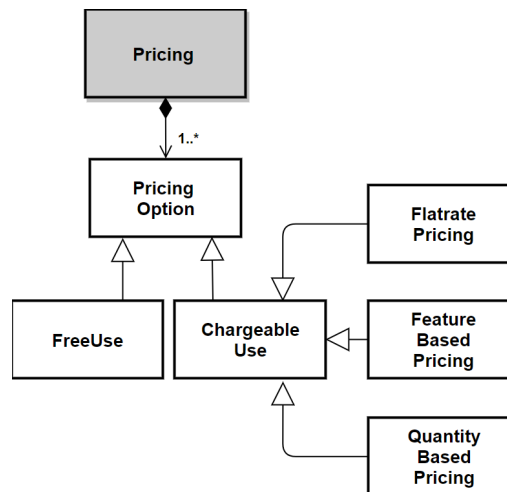 Pricing
1..*
Pricing
Option
Flatrate
Pricing
FreeUse
Chargeable
Use
Feature
Based
Pricing
Quantity
Based
Pricing